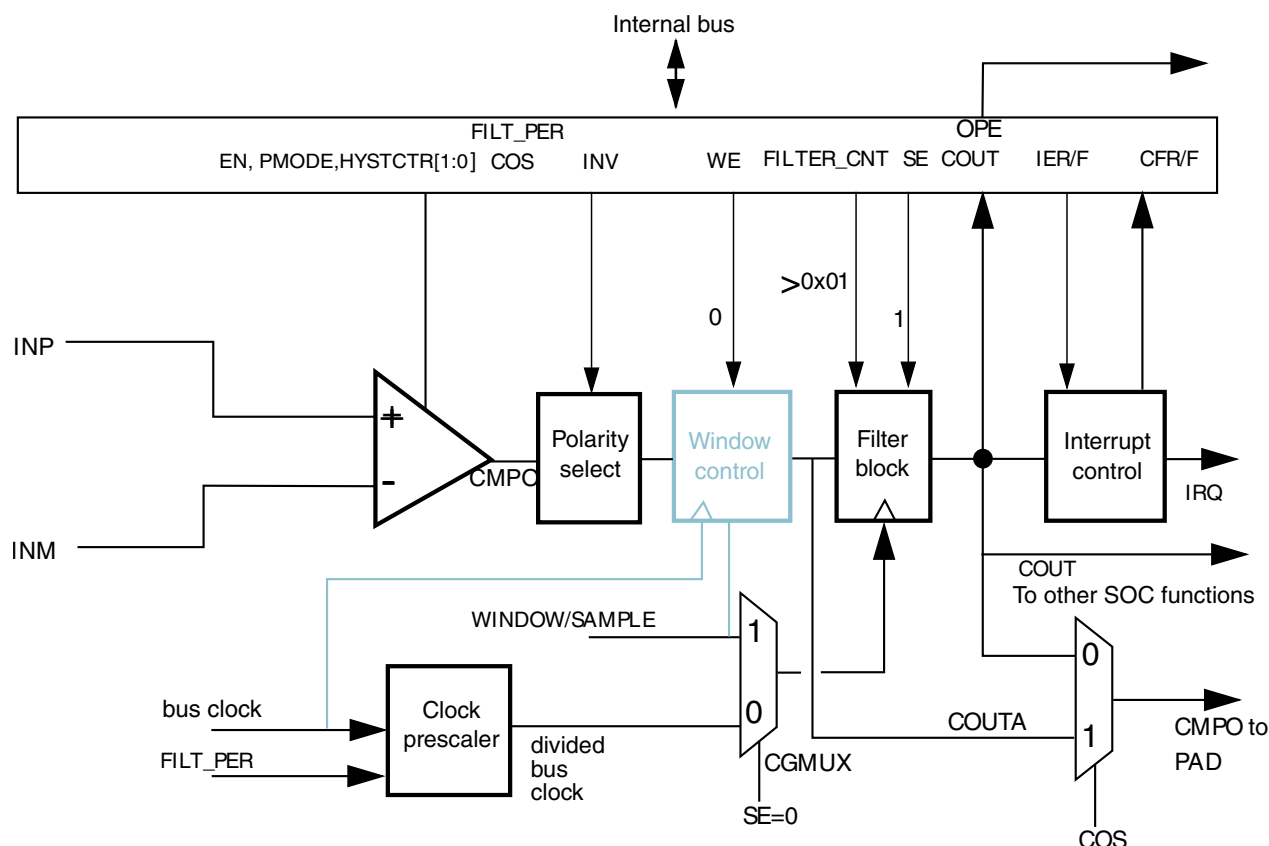 Internal bus
FILT_PER
OPE
EN, PMODE,HYSTCTR[1:0] COS INV WE FILTER_CNT SE COUT IER/F CFR/F
>0x01
0
1
INP
+
-
CMPO
Polarity
select
Window
control
Filter
block
Interrupt
control
IRQ
INM
COUT
To other SOC functions
WINDOW/SAMPLE
1
0
0
1
bus clock
FILT_PER
Clock
prescaler
divided
bus
clock
CGMUX
SE=0
COUTA
CMPO to
PAD
COS